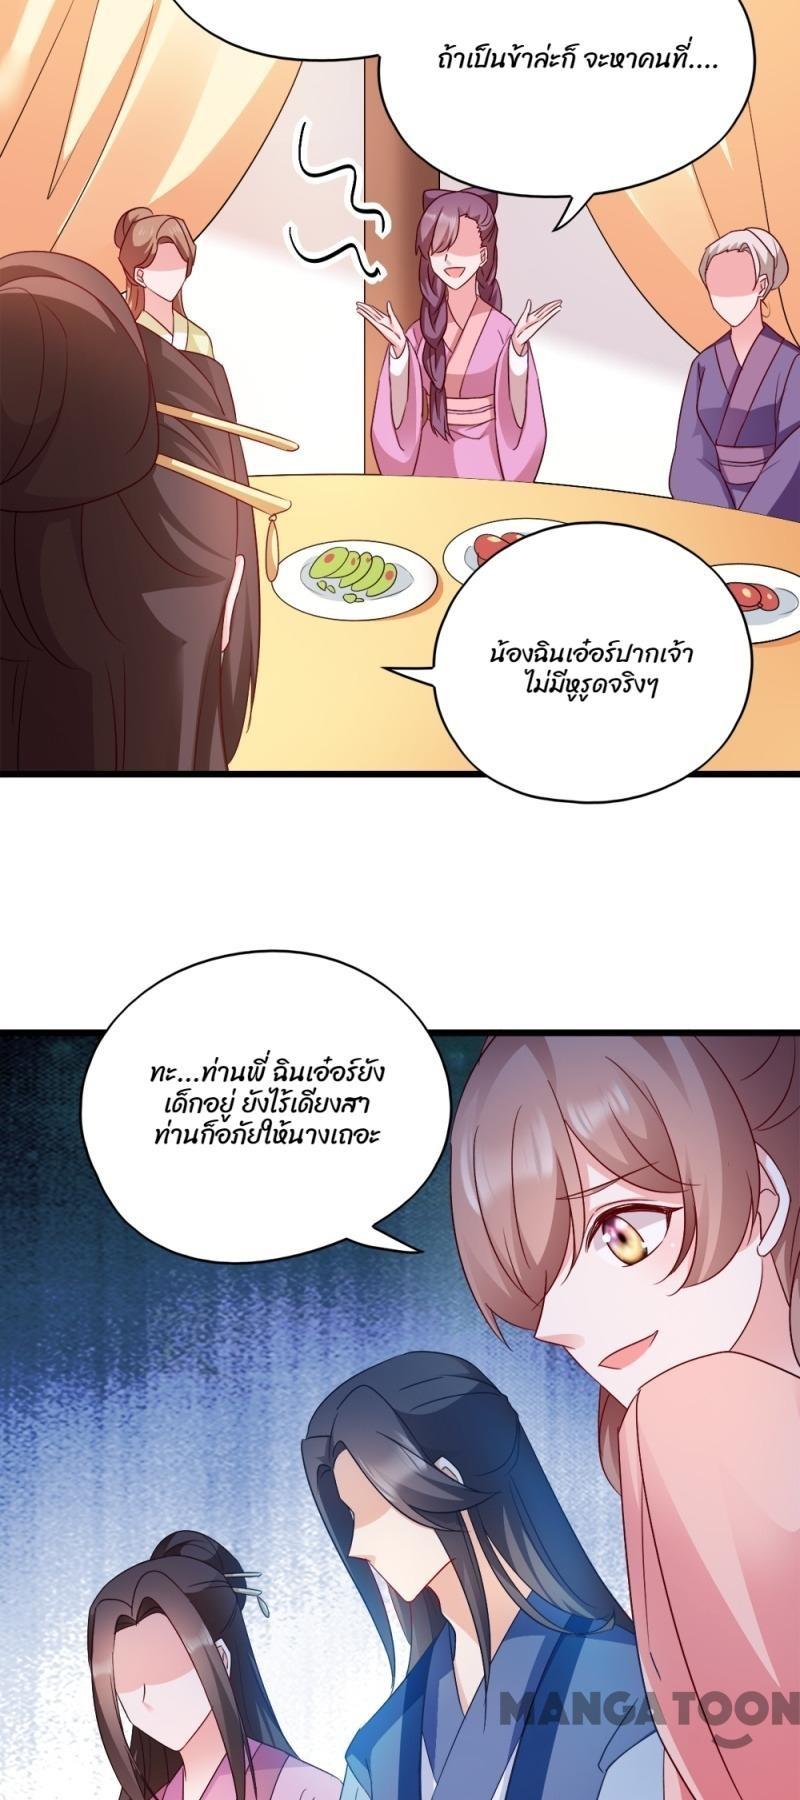 ถ้าเป็นข้าล่ะก็ จะหาคนที่....
น้องฉินเอ๋อร์ปากเจ้า
ไม่มีหูรูดจริงๆ
ทะ...ท่านพี่ ฉินเอ๋อร์ยัง
เด็กอยู่ ยังไร้เดียงสา
ท่านก็อภัยให้นางเถอะ
MANGATOON